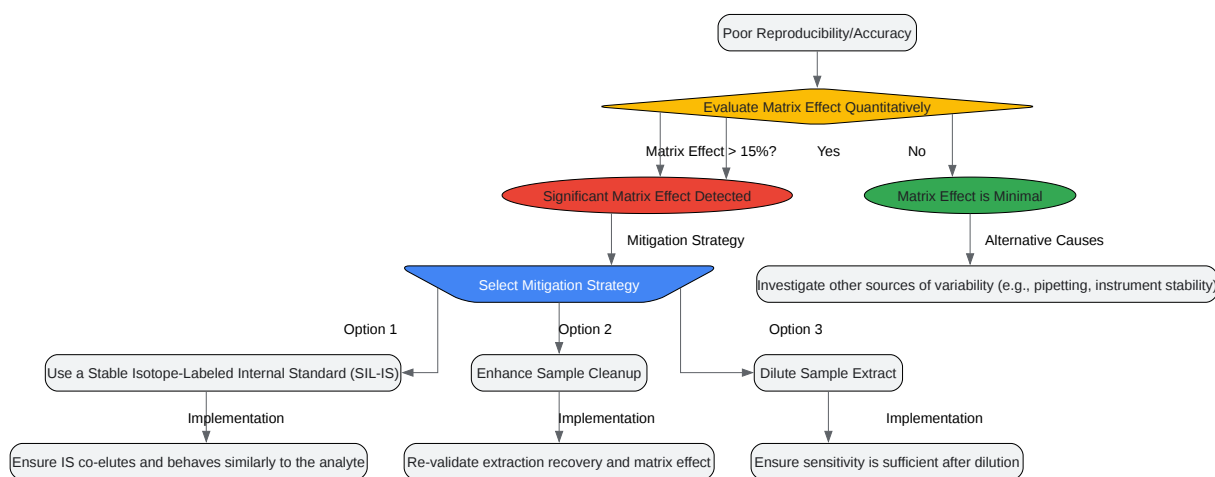 Poor Reproducibility/Accuracy
Evaluate Matrix Effect Quantitatively
Matrix Effect > 15%?
Yes
No
Significant Matrix Effect Detected
Matrix Effect is Minimal
Mitigation Strategy
Alternative Causes
Select Mitigation Strategy
Investigate other sources of variability (e.g., pipetting, instrument stability)
Option 1
Option 2
Option 3
Use a Stable Isotope-Labeled Internal Standard (SIL-IS)
Enhance Sample Cleanup
Dilute Sample Extract
Implementation
Implementation
Implementation
Ensure IS co-elutes and behaves similarly to the analyte
Re-validate extraction recovery and matrix effect
Ensure sensitivity is sufficient after dilution